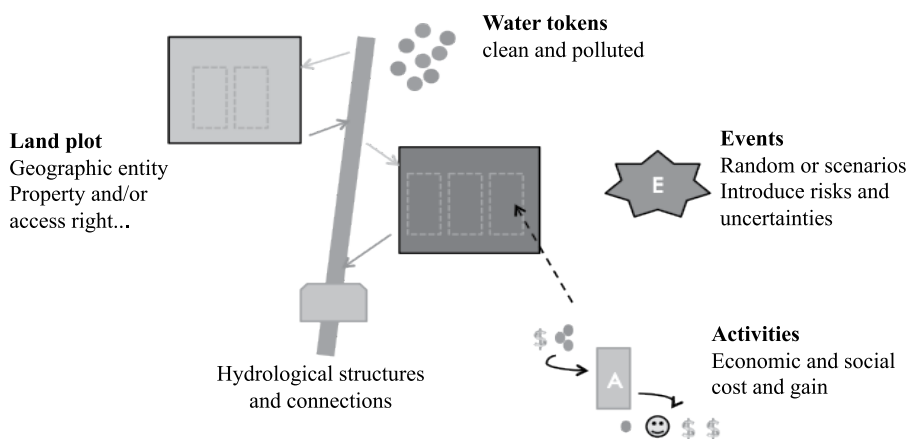 Water tokens
clean and polluted
Land plot
Geographic entity
Property and/or
access right...
Events
Random or scenarios
Introduce risks and
uncertainties
E
$
Activities
Economic and social
cost and gain
A
$ $
Hydrological structures
and connections